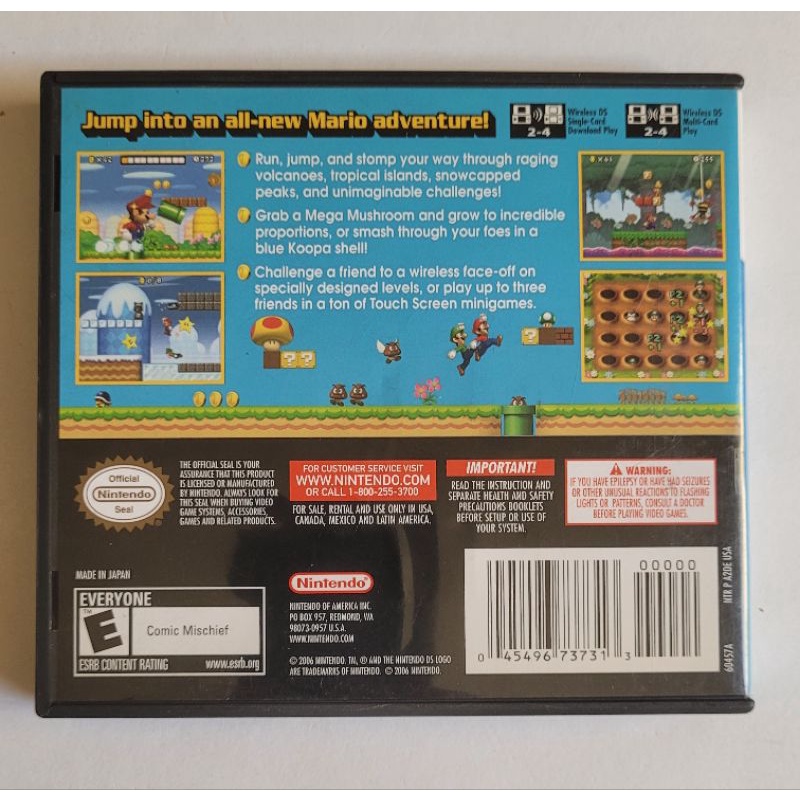 Jump into an all-new Mario adventure!
2-4
Wireless DS
Single-Card
Download Play
2-4
Wireless DS
Multi-Card
Play
Run, jump, and stomp your way through raging
volcanoes, tropical islands, snowcapped
peaks, and unimaginable challenges!
Grab a Mega Mushroom and grow to incredible
proportions, or smash through your foes in a
blue Koopa shell!
Challenge a friend to a wireless face-off on
specially designed levels, or play up to three
friends in a ton of Touch Screen minigames.
Official
Nintendo
Seal
THE OFFICIAL SEAL IS YOUR
ASSURANCE THAT THIS PRODUCT
IS LICENSED OR MANUFACTURED
BY NINTENDO. ALWAYS LOOK FOR
THIS SEAL WHEN BUYING VIDEO
GAME SYSTEMS, ACCESSORIES,
GAMES AND RELATED PRODUCTS.
FOR CUSTOMER SERVICE VISIT
WWW.NINTENDO.COM
OR CALL 1-800-255-3700
FOR SALE, RENTAL AND USE ONLY IN USA,
CANADA, MEXICO AND LATIN AMERICA.
IMPORTANT!
READ THE INSTRUCTION AND
SEPARATE HEALTH AND SAFETY
PRECAUTIONS BOOKLETS
BEFORE SETUP OR USE OF
YOUR SYSTEM.
WARNING:
IF YOU HAVE EPILEPSY OR HAVE HAD SEIZURES
OR OTHER UNUSUAL REACTIONS TO FLASHING
LIGHTS OR PATTERNS, CONSULT A DOCTOR
BEFORE PLAYING VIDEO GAMES.
MADE IN JAPAN
EVERYONE
E
TM
Comic Mischief
ESRB CONTENT RATING www.esrb.org
Nintendo
NINTENDO OF AMERICA INC.
PO BOX 957, REDMOND, WA
98073-0957 U.S.A.
WWW.NINTENDO.COM
© 2006 NINTENDO. TM, ® AND THE NINTENDO DS LOGO
ARE TRADEMARKS OF NINTENDO. © 2006 NINTENDO.
00000
0 45496 73731 3
NTR P A2DE USA
60457A